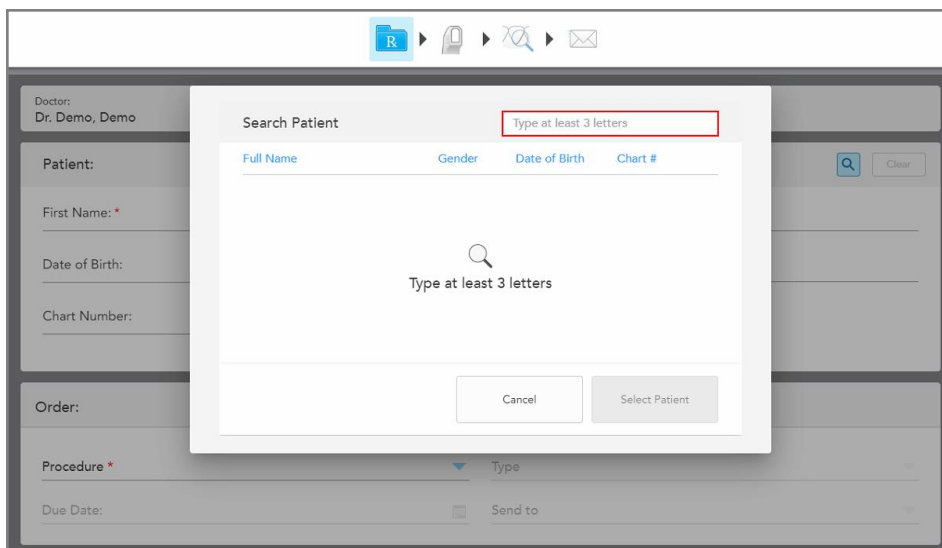 R
Doctor:
Dr. Demo, Demo
Search Patient
Type at least 3 letters
Full Name Gender Date of Birth Chart #
Patient:
Clear
First Name: *
Date of Birth:
Type at least 3 letters
Chart Number:
Cancel Select Patient
Order:
Procedure * Type
Due Date: Send to